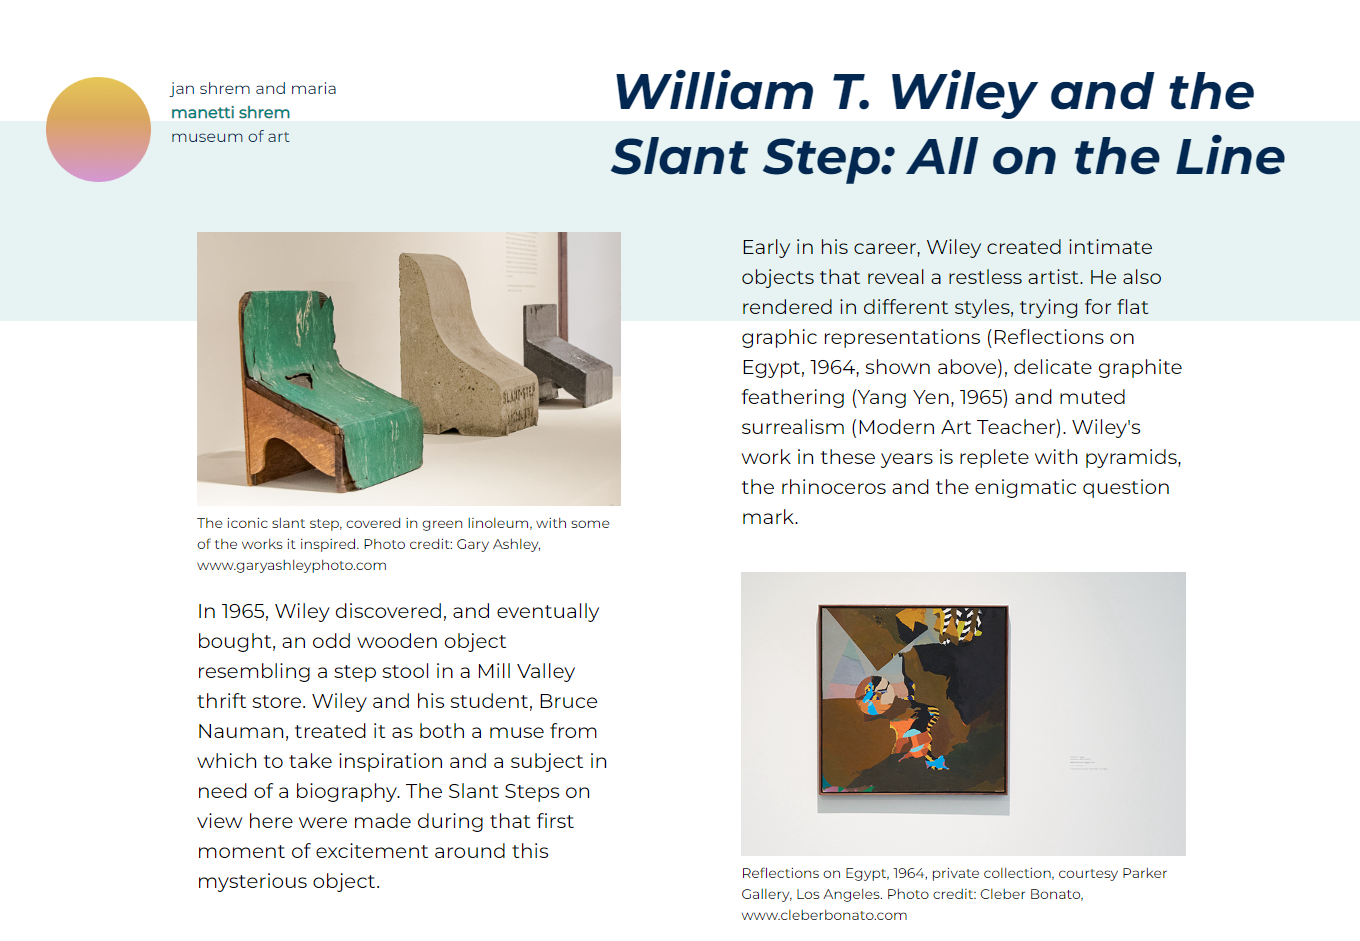 jan shrem and maria
manetti shrem
museum of art
William T. Wiley and the
Slant Step: All on the Line
The iconic slant step, covered in green linoleum, with some
of the works it inspired. Photo credit: Gary Ashley,
www.garyashleyphoto.com
In 1965, Wiley discovered, and eventually
bought, an odd wooden object
resembling a step stool in a Mill Valley
thrift store. Wiley and his student, Bruce
Nauman, treated it as both a muse from
which to take inspiration and a subject in
need of a biography. The Slant Steps on
view here were made during that first
moment of excitement around this
mysterious object.
Early in his career, Wiley created intimate
objects that reveal a restless artist. He also
rendered in different styles, trying for flat
graphic representations (Reflections on
Egypt, 1964, shown above), delicate graphite
feathering (Yang Yen, 1965) and muted
surrealism (Modern Art Teacher). Wiley's
work in these years is replete with pyramids,
the rhinoceros and the enigmatic question
mark.
Reflections on Egypt, 1964, private collection, courtesy Parker
Gallery, Los Angeles. Photo credit: Cleber Bonato,
www.cleberbonato.com